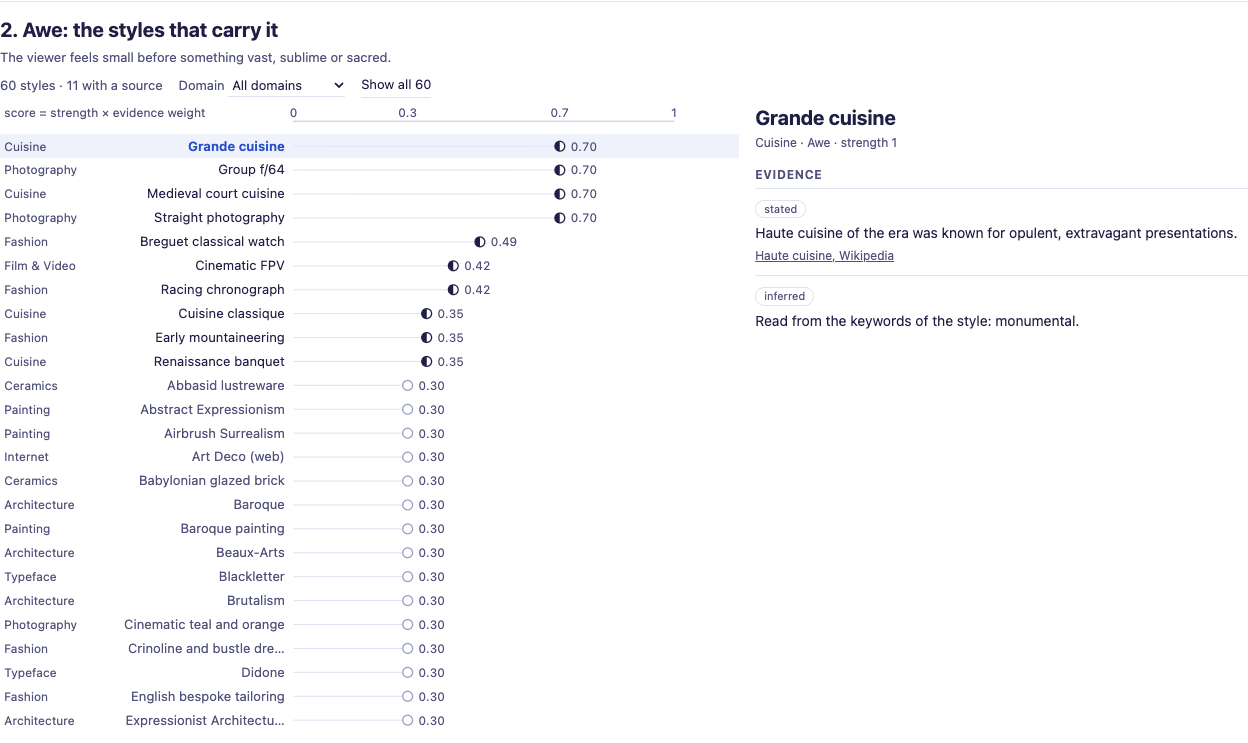 2. Awe: the styles that carry it
The viewer feels small before something vast, sublime or sacred.
60 styles · 11 with a source Domain All domains Show all 60
score = strength × evidence weight 0 0.3 0.7 1
Cuisine Grande cuisine 0.70
Photography Group f/64 0.70
Cuisine Medieval court cuisine 0.70
Photography Straight photography 0.70
Fashion Breguet classical watch 0.49
Film & Video Cinematic FPV 0.42
Fashion Racing chronograph 0.42
Cuisine Cuisine classique 0.35
Fashion Early mountaineering 0.35
Cuisine Renaissance banquet 0.35
Ceramics Abbasid lustreware 0.30
Painting Abstract Expressionism 0.30
Painting Airbrush Surrealism 0.30
Internet Art Deco (web) 0.30
Ceramics Babylonian glazed brick 0.30
Architecture Baroque 0.30
Painting Baroque painting 0.30
Architecture Beaux-Arts 0.30
Typeface Blackletter 0.30
Architecture Brutalism 0.30
Photography Cinematic teal and orange 0.30
Fashion Crinoline and bustle dre... 0.30
Typeface Didone 0.30
Fashion English bespoke tailoring 0.30
Architecture Expressionist Architectu... 0.30
Grande cuisine
Cuisine · Awe · strength 1
EVIDENCE
stated
Haute cuisine of the era was known for opulent, extravagant presentations.
Haute cuisine, Wikipedia
inferred
Read from the keywords of the style: monumental.